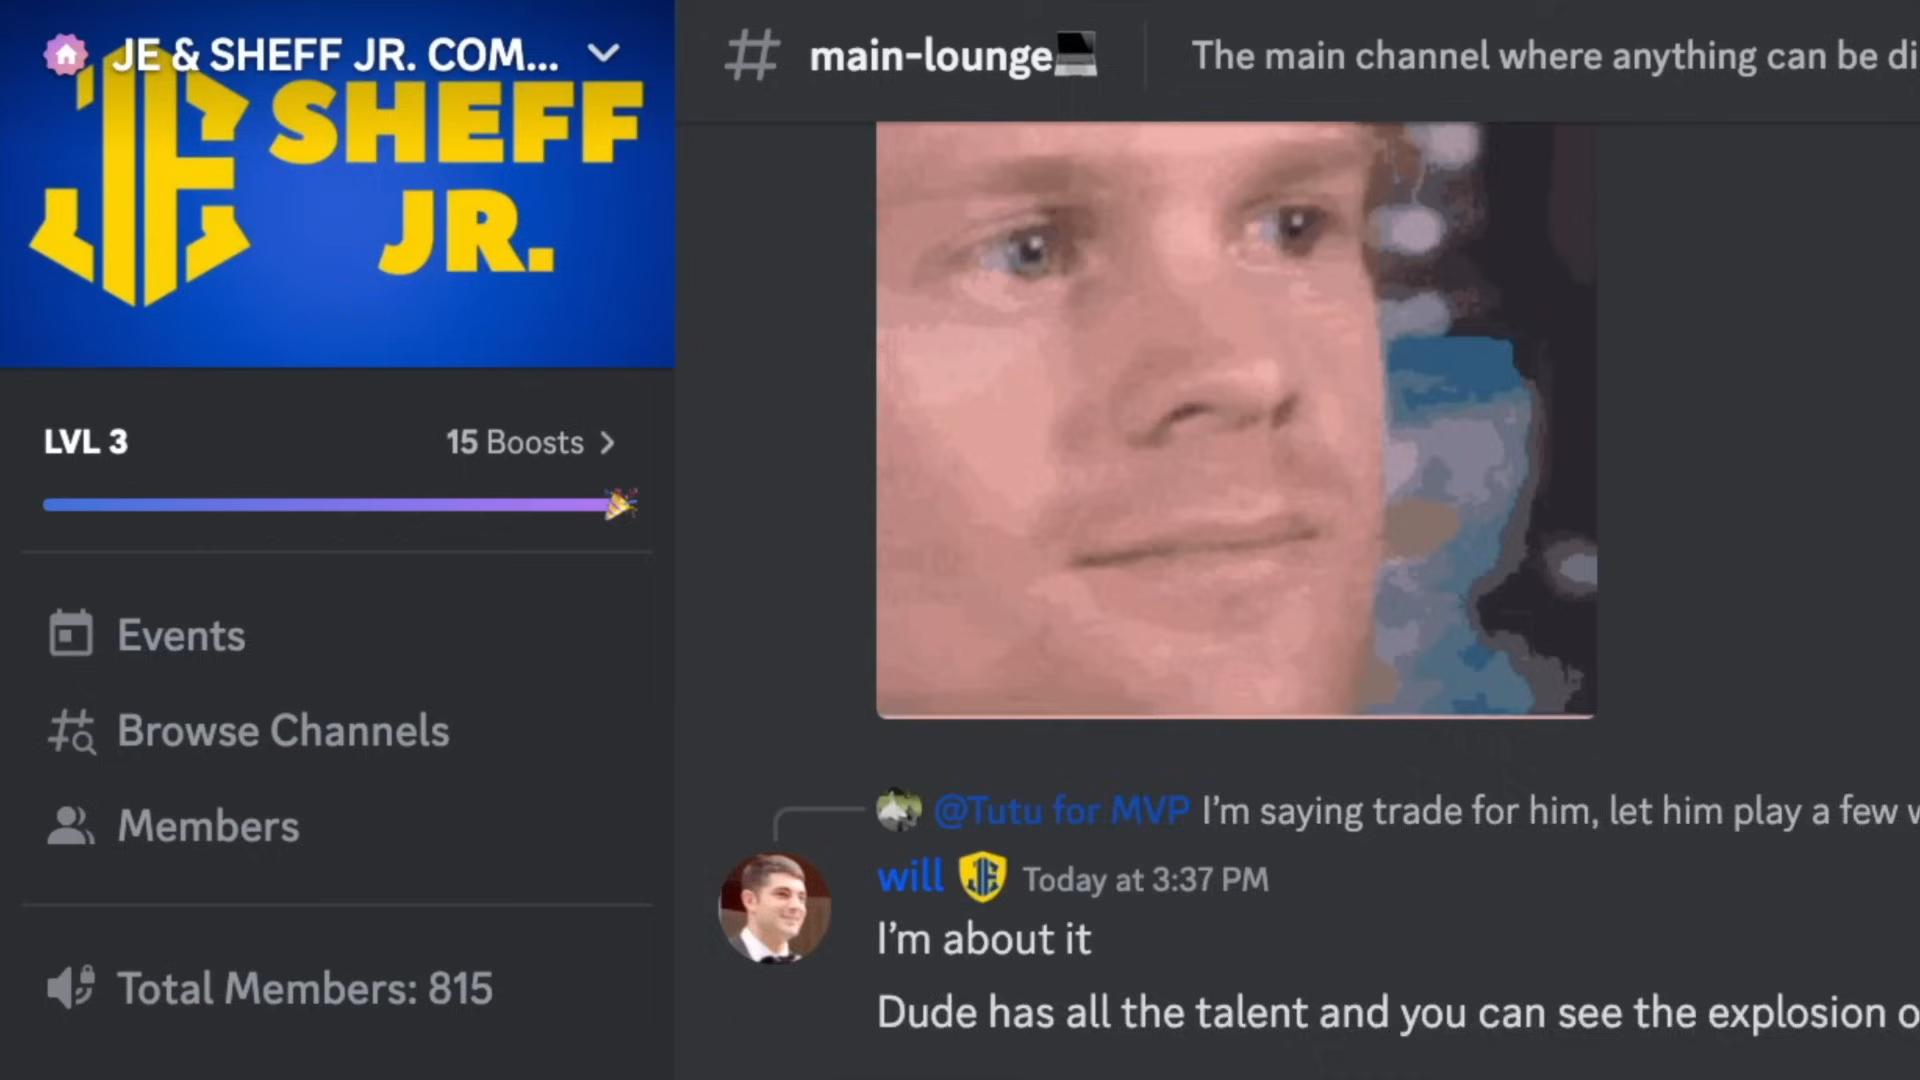 JE & SHEFF JR. COM...
JE SHEFF
JR.
LVL 3
15 Boosts
Events
Browse Channels
Members
Total Members: 815
# main-lounge
The main channel where anything can be di
@Tutu for MVP I'm saying trade for him, let him play a few
will JE Today at 3:37 PM
I'm about it
Dude has all the talent and you can see the explosion o